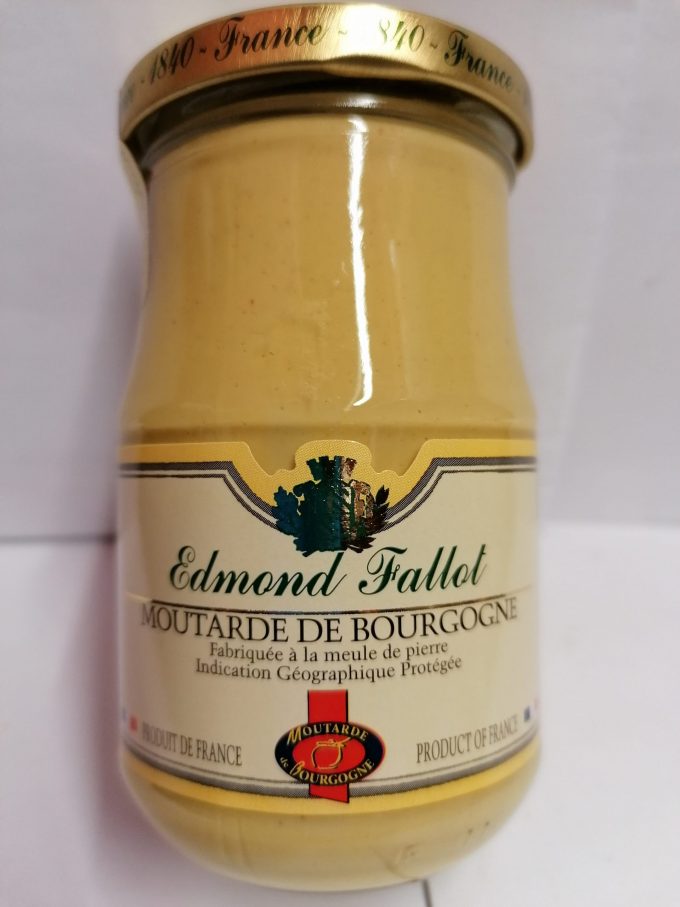 1840 - France - 1840 - France
Edmond Fallot
MOUTARDE DE BOURGOGNE
Fabriquée à la meule de pierre
Indication Géographique Protégée
MOUTARDE
de BOURGOGNE
PRODUIT DE FRANCE
PRODUCT OF FRANCE